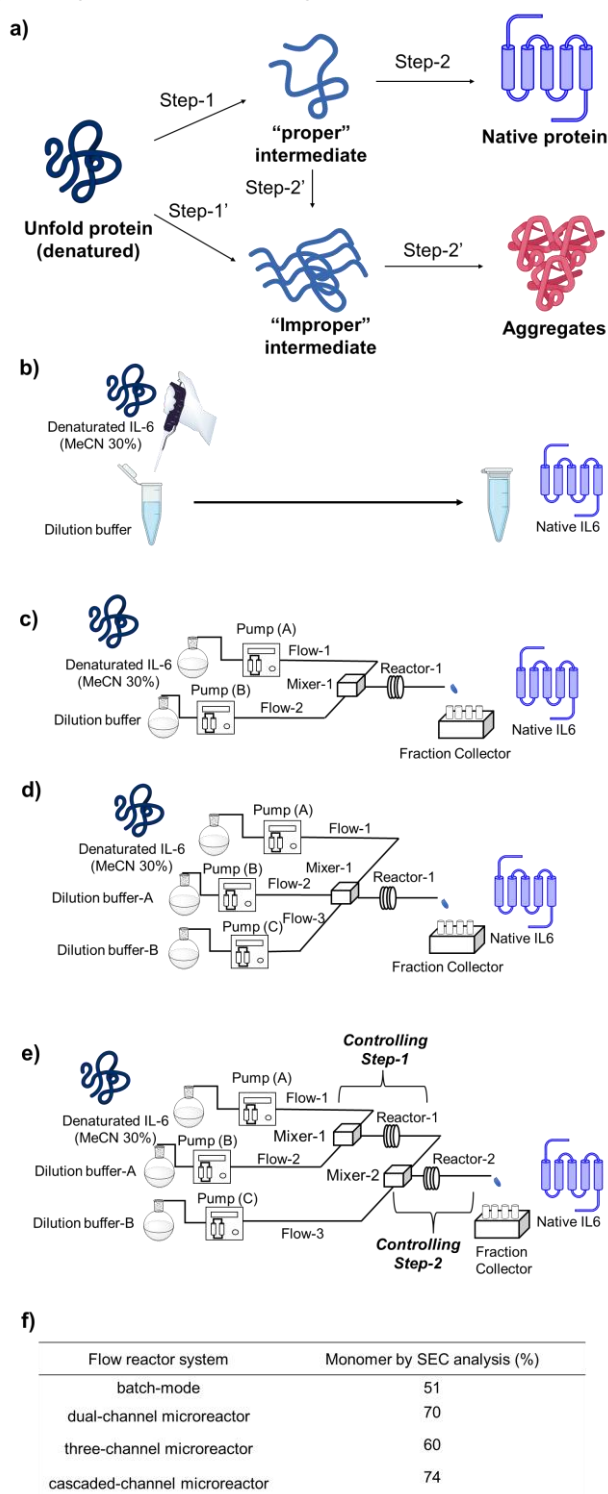 a)
Step-1
Step-2
"proper"
intermediate
Native protein
Step-2'
Unfold protein
(denatured)
Step-1'
Step-2'
"Improper"
intermediate
Aggregates
b)
Denaturated IL-6
(MeCN 30%)
Dilution buffer
Native IL6
c)
Pump (A)
Flow-1
Denaturated IL-6
(MeCN 30%)
Mixer-1
Reactor-1
Pump (B)
Dilution buffer
Flow-2
Native IL6
Fraction Collector
d)
Pump (A)
Flow-1
Denaturated IL-6
(MeCN 30%)
Pump (B)
Mixer-1
Reactor-1
Dilution buffer-A
Flow-2
Flow-3
Pump (C)
Dilution buffer-B
Native IL6
Fraction Collector
e)
Controlling
Step-1
Pump (A)
Flow-1
Reactor-1
Denaturated IL-6
(MeCN 30%)
Pump (B)
Mixer-1
Dilution buffer-A
Flow-2
Mixer-2
Reactor-2
Pump (C)
Dilution buffer-B
Flow-3
Native IL6
Controlling
Step-2
Fraction
Collector
f)
Flow reactor system Monomer by SEC analysis (%)
batch-mode 51
dual-channel microreactor 70
three-channel microreactor 60
cascaded-channel microreactor 74